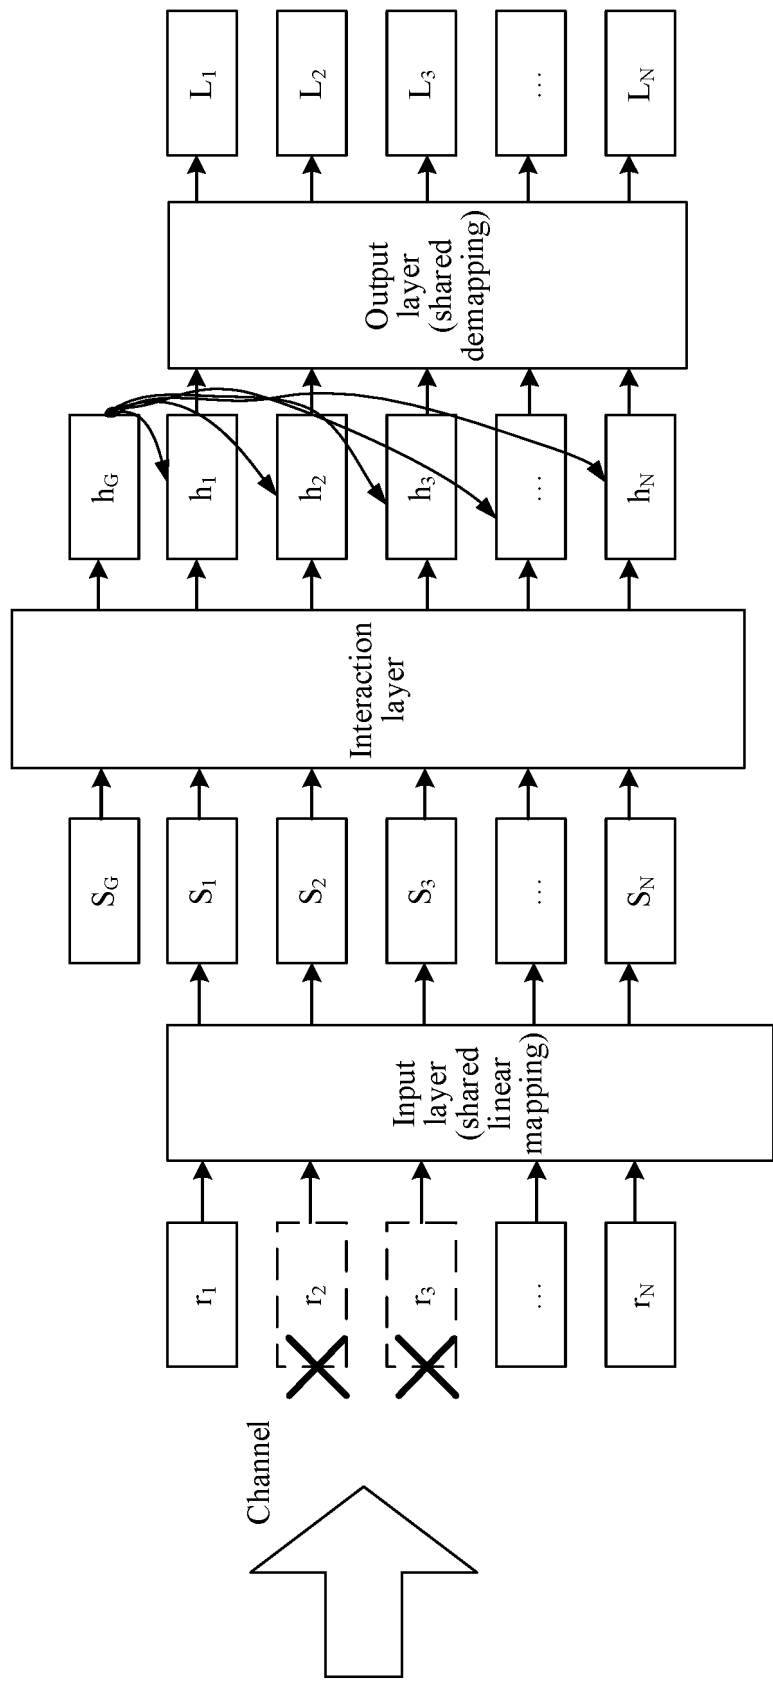 Channel
r1
r2
r3
...
rN
Input
layer
(shared
linear
mapping)
SG
S1
S2
S3
...
SN
Interaction
layer
hG
h1
h2
h3
...
hN
Output
layer
(shared
demapping)
L1
L2
L3
...
LN